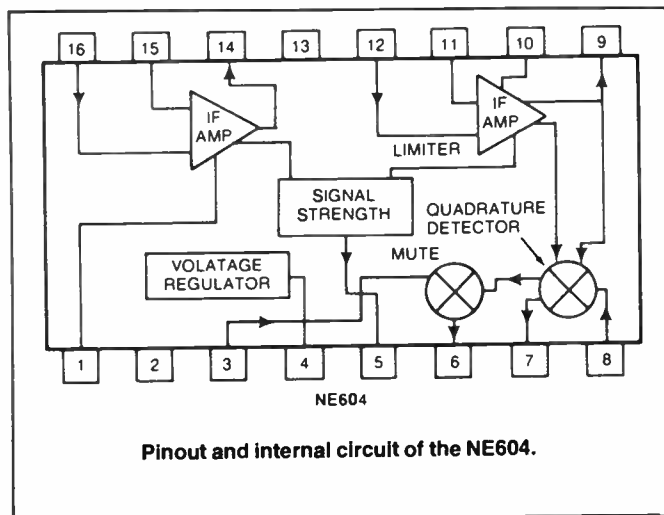 16 15 14 13 12 11 10 9
IF
AMP
IF
AMP
LIMITER
SIGNAL
STRENGTH
QUADRATURE
DETECTOR
MUTE
VOLATAGE
REGULATOR
1 2 3 4 5 6 7 8
NE604
Pinout and internal circuit of the NE604.